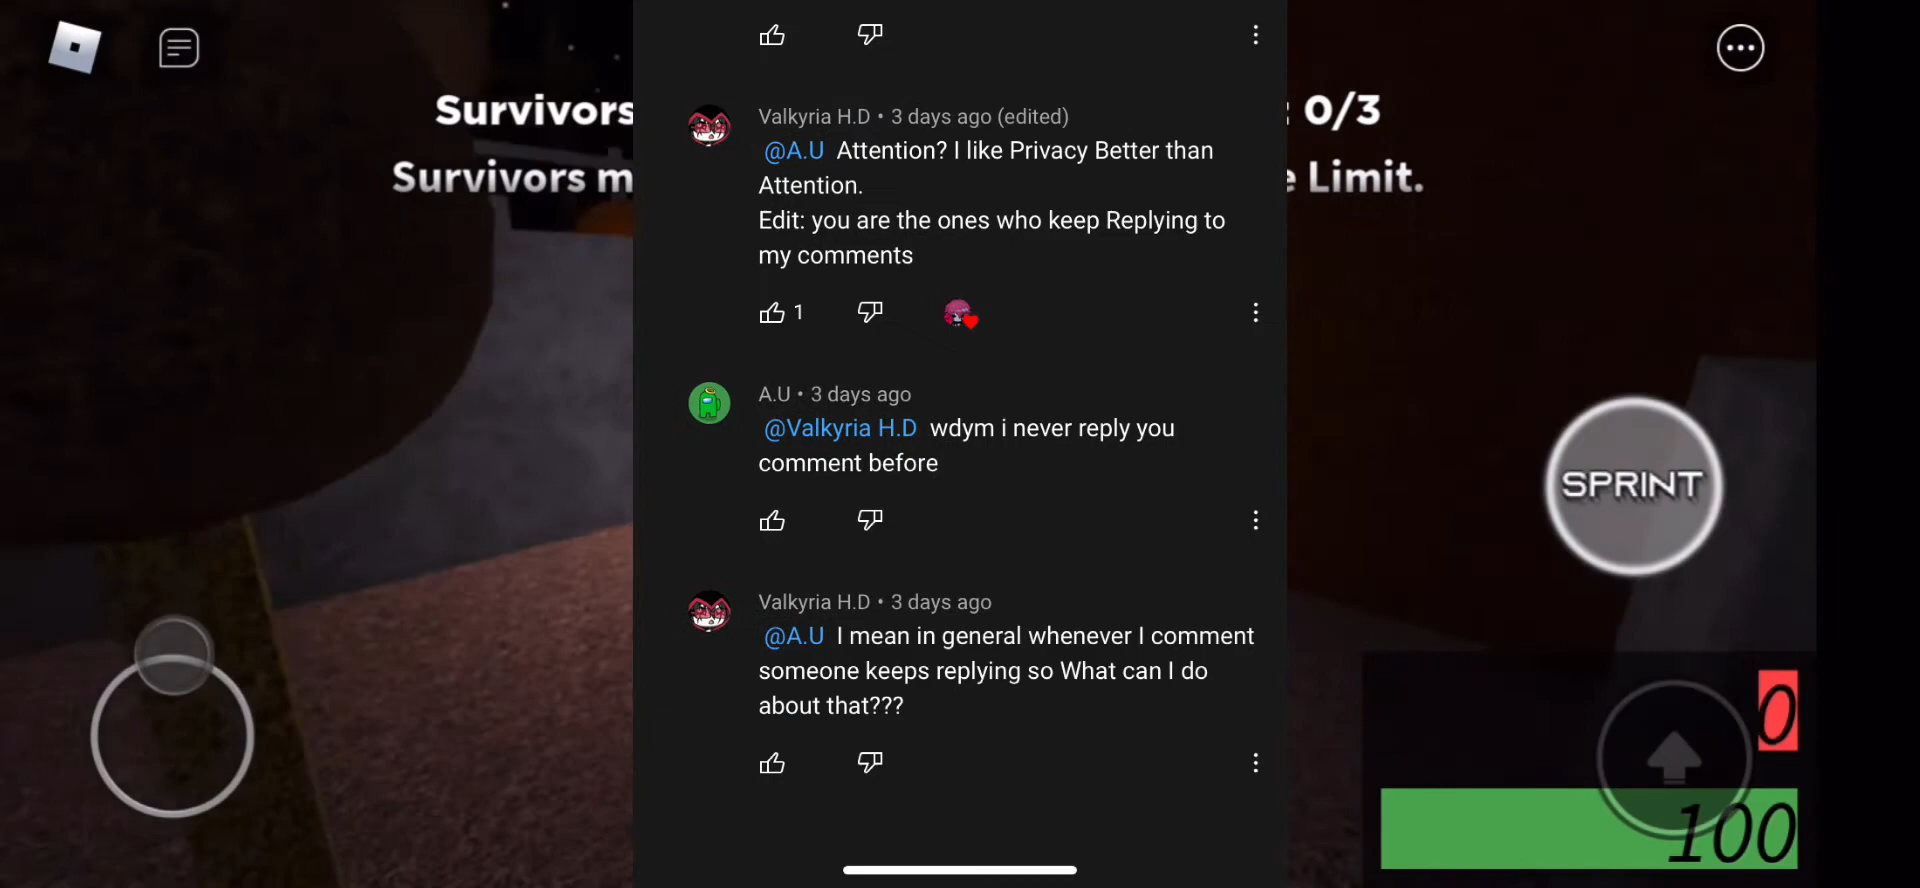 Survivors
: 0/3
Survivors m
e Limit.
Valkyria H.D • 3 days ago (edited)
@A.U Attention? I like Privacy Better than
Attention.
Edit: you are the ones who keep Replying to
my comments
1
A.U • 3 days ago
@Valkyria H.D wdym i never reply you
comment before
Valkyria H.D • 3 days ago
@A.U I mean in general whenever I comment
someone keeps replying so What can I do
about that???
SPRINT
0
100